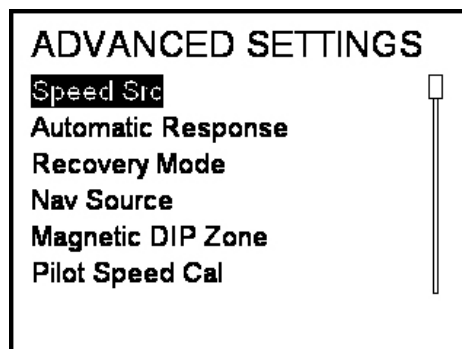 ADVANCED SETTINGS
Speed Src
Automatic Response
Recovery Mode
Nav Source
Magnetic DIP Zone
Pilot Speed Cal